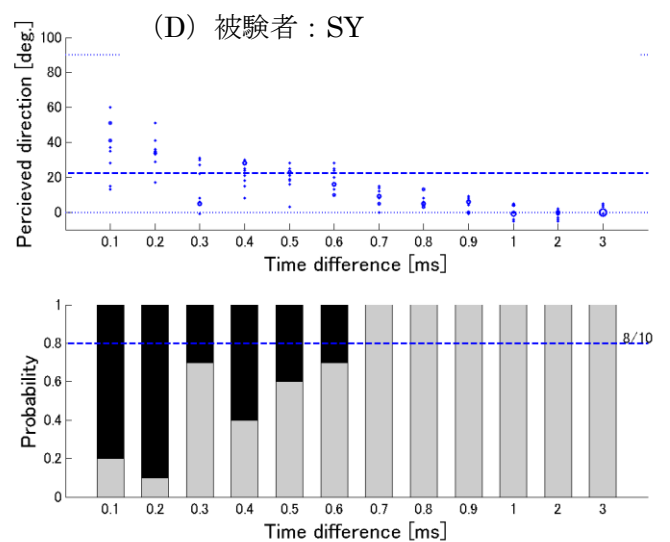 (D) 被験者：SY
Percieved direction [deg.]
100
80
60
40
20
0
0.1 0.2 0.3 0.4 0.5 0.6 0.7 0.8 0.9 1 2 3
Time difference [ms]
Probability
1
0.8
0.6
0.4
0.2
0
8/10
0.1 0.2 0.3 0.4 0.5 0.6 0.7 0.8 0.9 1 2 3
Time difference [ms]